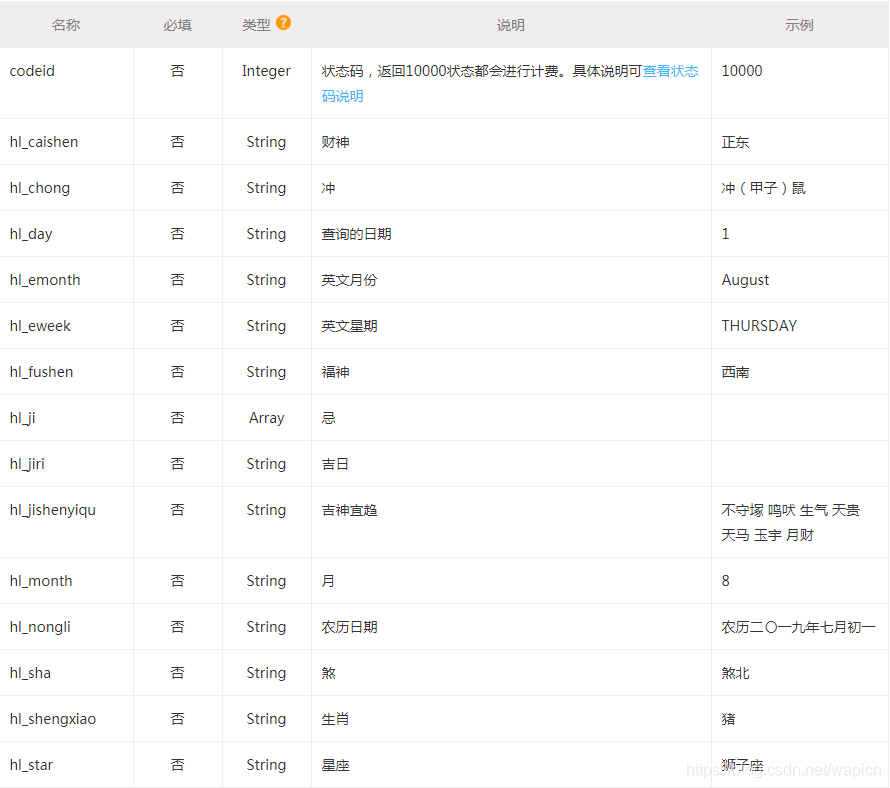 名称 必填 类型 ? 说明 示例
codeid 否 Integer 状态码，返回10000状态都会进行计费。具体说明可查看状态 10000
码说明
hl_caishen 否 String 财神 正东
hl_chong 否 String 冲 冲（甲子）鼠
hl_day 否 String 查询的日期 1
hl_emonth 否 String 英文月份 August
hl_eweek 否 String 英文星期 THURSDAY
hl_fushen 否 String 福神 西南
hl_ji 否 Array 忌
hl_jiri 否 String 吉日
hl_jishenyiqu 否 String 吉神宜趋 不守塚 鸣吠 生气 天贵
天马 玉宇 月财
hl_month 否 String 月 8
hl_nongli 否 String 农历日期 农历二〇一九年七月初一
hl_sha 否 String 煞 煞北
hl_shengxiao 否 String 生肖 猪
hl_star 否 String 星座 狮子座
https://blog.csdn.net/wapicn